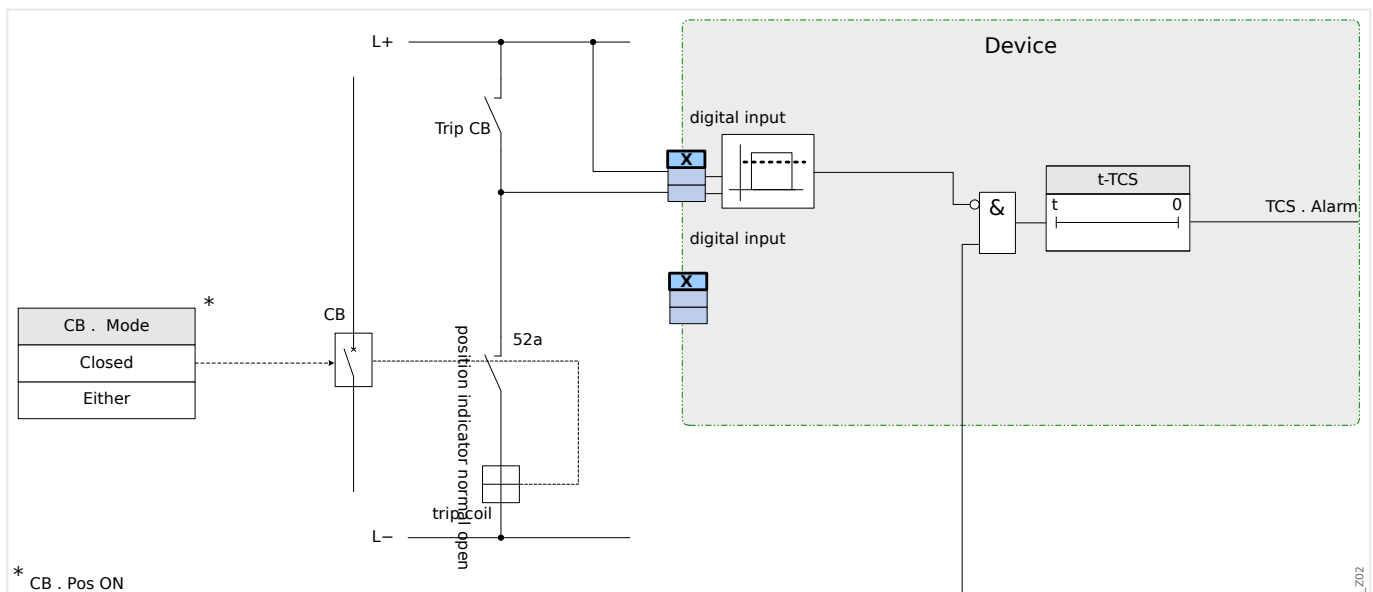 L+
Device
digital input
Trip CB
X
t-TCS
&
t
0
TCS . Alarm
digital input
X
*
CB . Mode
CB
52a
Closed
Either
position indicator normal open
trip coil
L−
* CB . Pos ON
_Z02